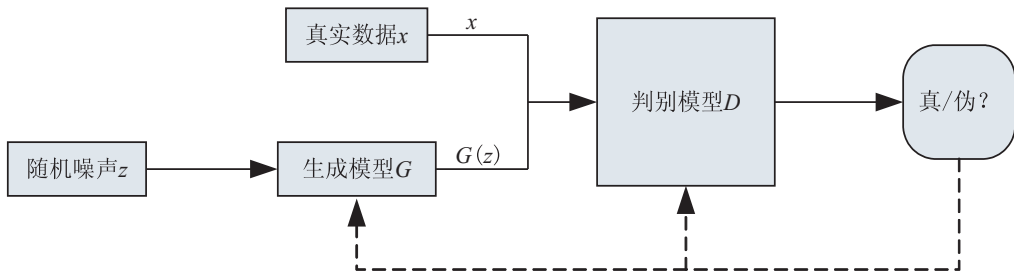 真实数据x
x
判别模型D
真/伪？
随机噪声z
生成模型G
G(z)